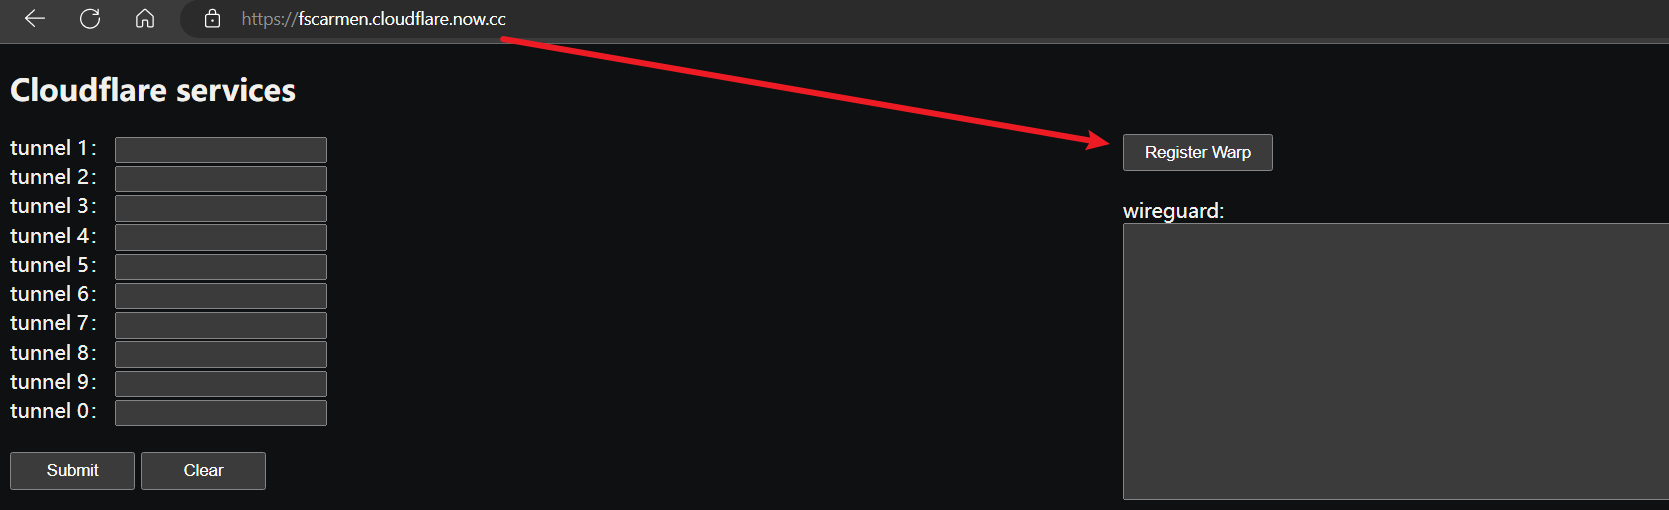 https://fscarmen.cloudflare.now.cc
Cloudflare services
tunnel 1:
tunnel 2:
tunnel 3:
tunnel 4:
tunnel 5:
tunnel 6:
tunnel 7:
tunnel 8:
tunnel 9:
tunnel 0:
Submit Clear
Register Warp
wireguard: